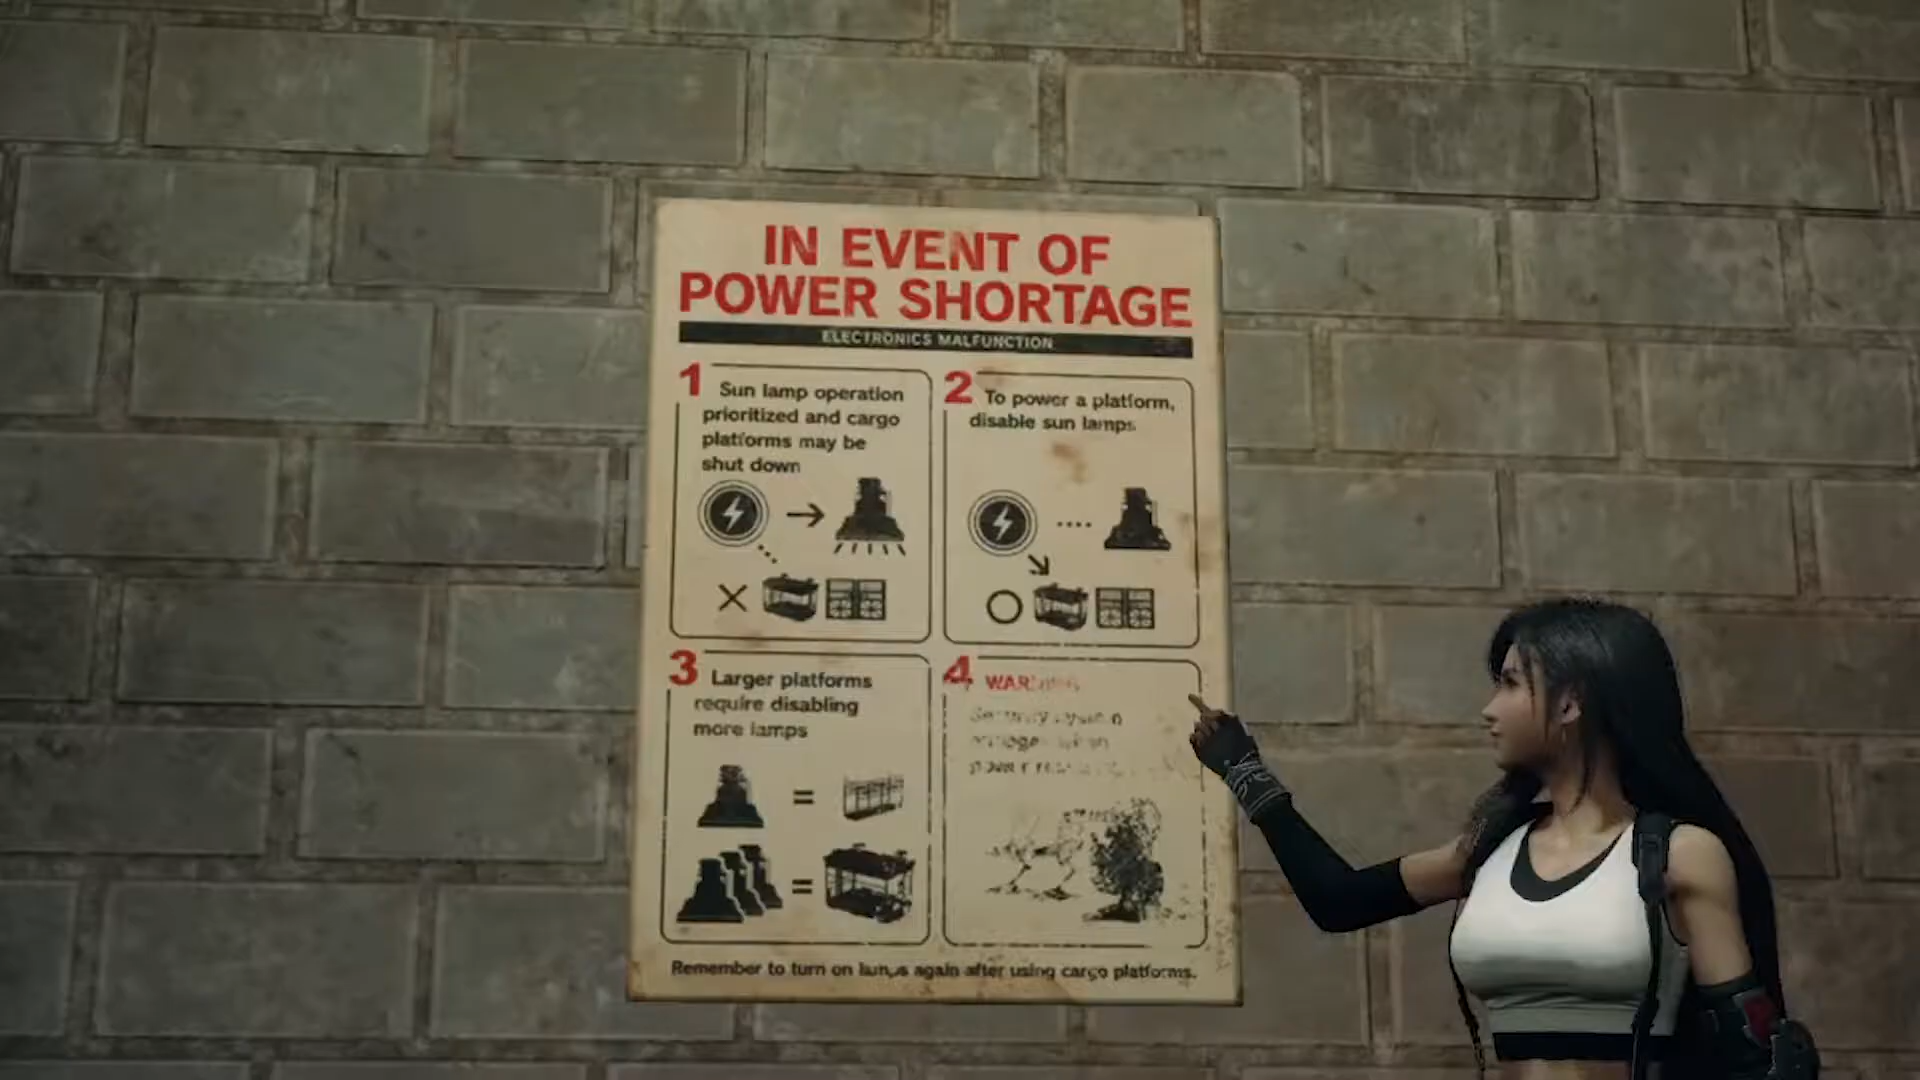 IN EVENT OF
POWER SHORTAGE
ELECTRONICS MALFUNCTION
1 Sun lamp operation
prioritized and cargo
platforms may be
shut down
2 To power a platform,
disable sun lamps
3 Larger platforms
require disabling
more lamps
=
=
4 WARNING
Remember to turn on lamps again after using cargo platforms.